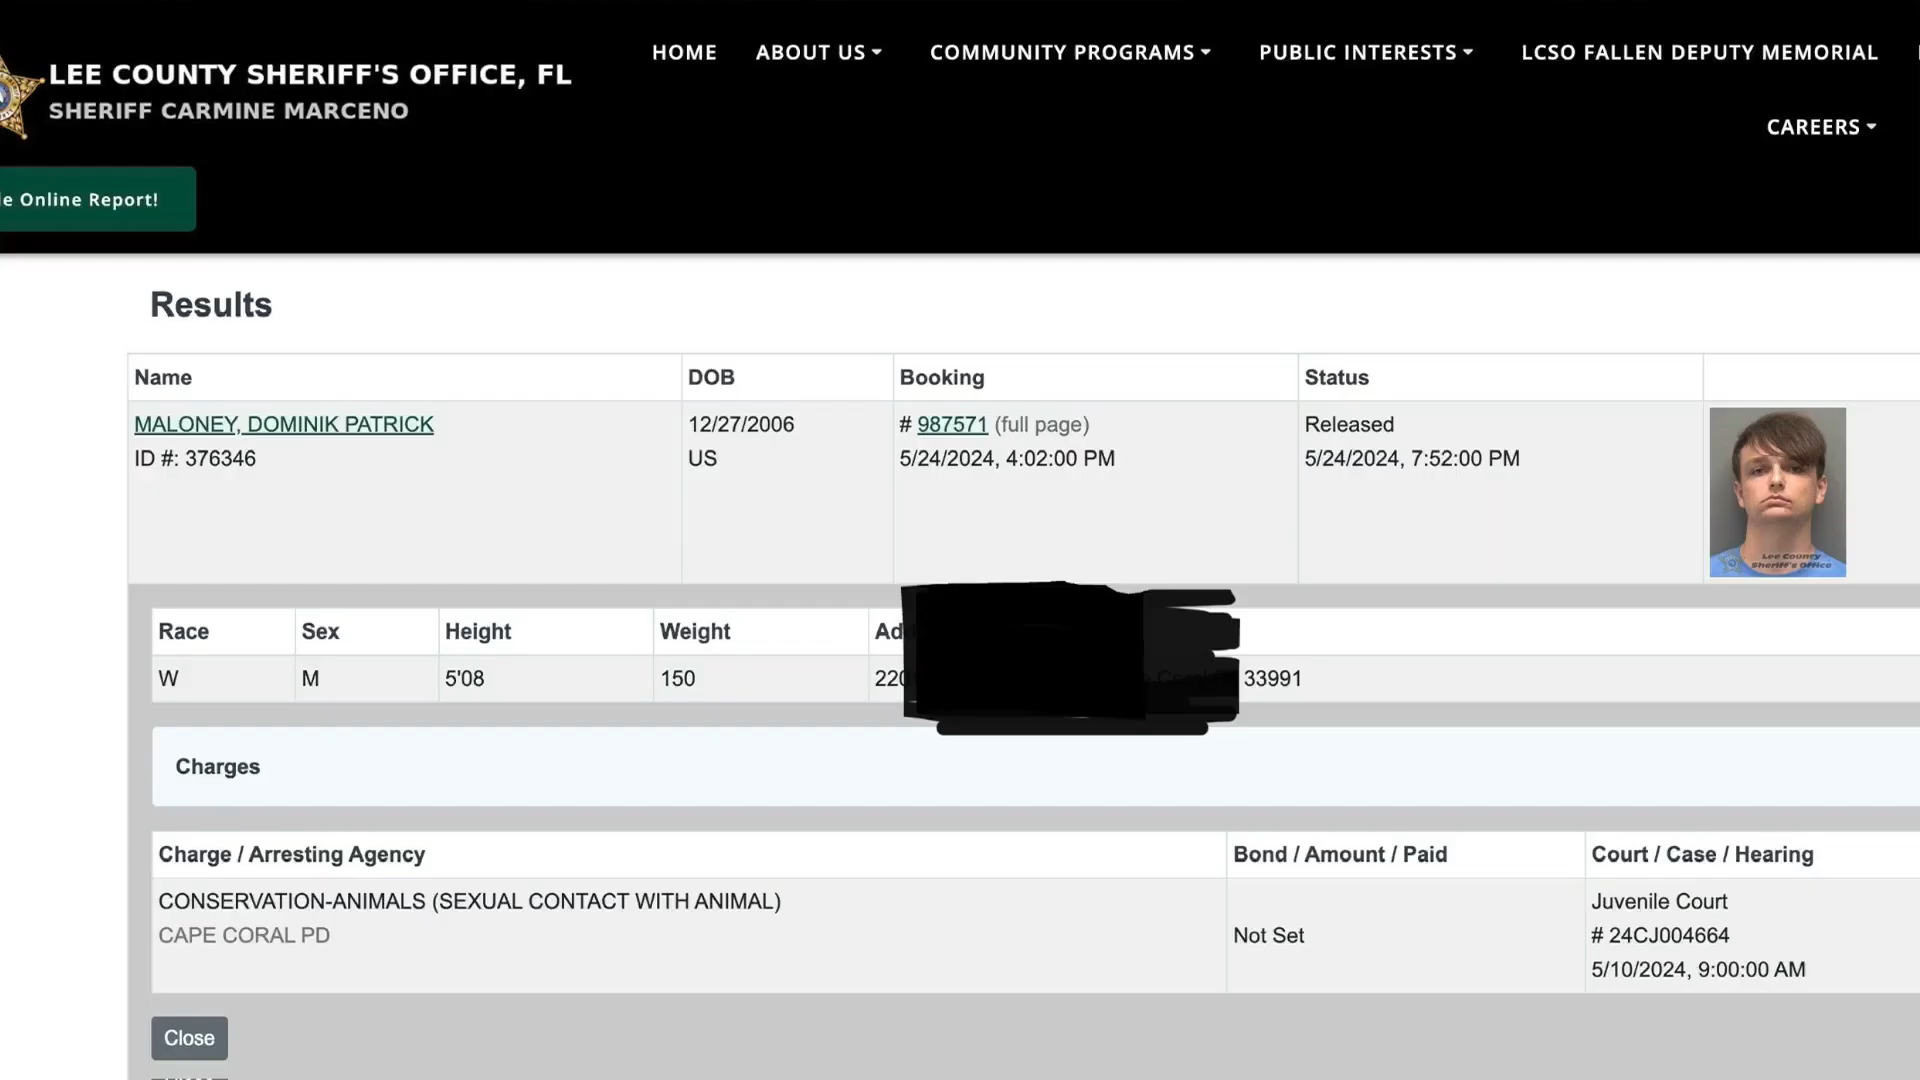 LEE COUNTY SHERIFF'S OFFICE, FL
SHERIFF CARMINE MARCENO
HOME ABOUT US COMMUNITY PROGRAMS PUBLIC INTERESTS LCSO FALLEN DEPUTY MEMORIAL
CAREERS
Online Report!
Results
Name DOB Booking Status
MALONEY, DOMINIK PATRICK 12/27/2006 # 987571 (full page) Released
ID #: 376346 US 5/24/2024, 4:02:00 PM 5/24/2024, 7:52:00 PM
Lee County
Sheriff's Office
Race Sex Height Weight
W M 5'08 150 33991
Charges
Charge / Arresting Agency Bond / Amount / Paid Court / Case / Hearing
CONSERVATION-ANIMALS (SEXUAL CONTACT WITH ANIMAL) Juvenile Court
CAPE CORAL PD Not Set # 24CJ004664
5/10/2024, 9:00:00 AM
Close